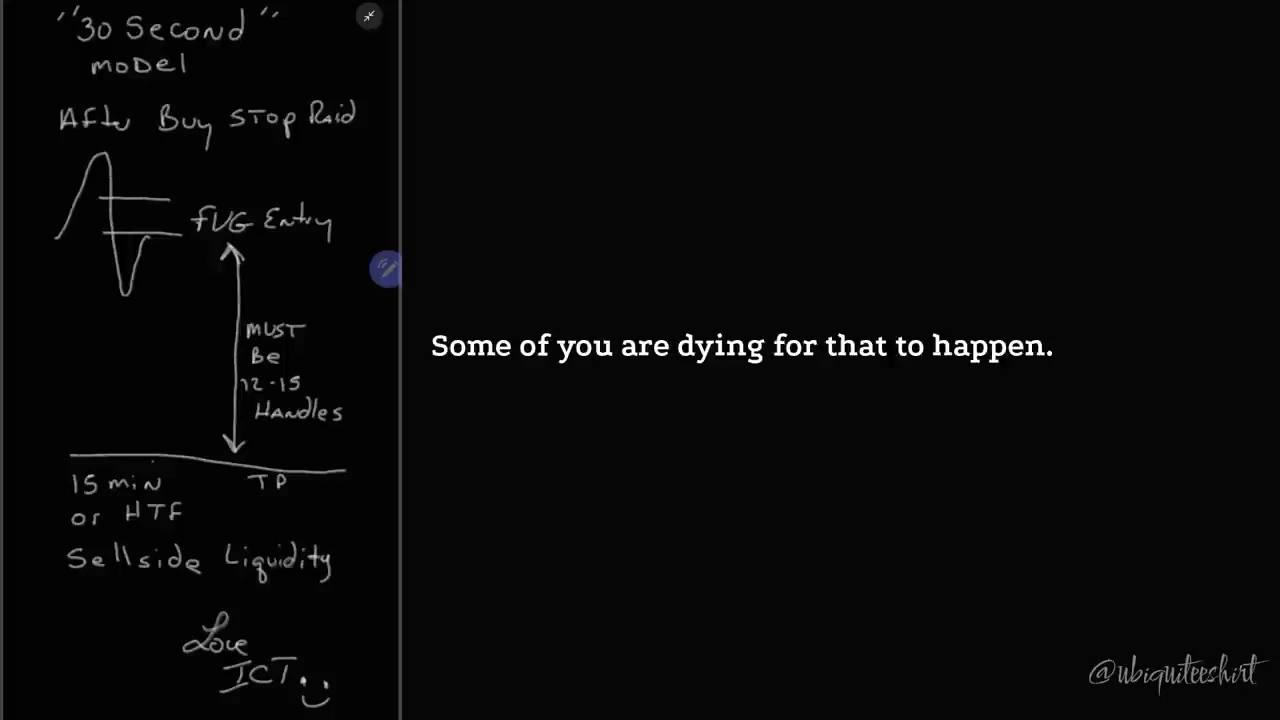 "30 Second"
MODel
After Buy STop Raid
FVG Entry
MUST
Be
12-15
HANdles
15 min
or HTF
TP
Sellside Liquidity
Love
ICT
Some of you are dying for that to happen.
@ubiquiteeshirt